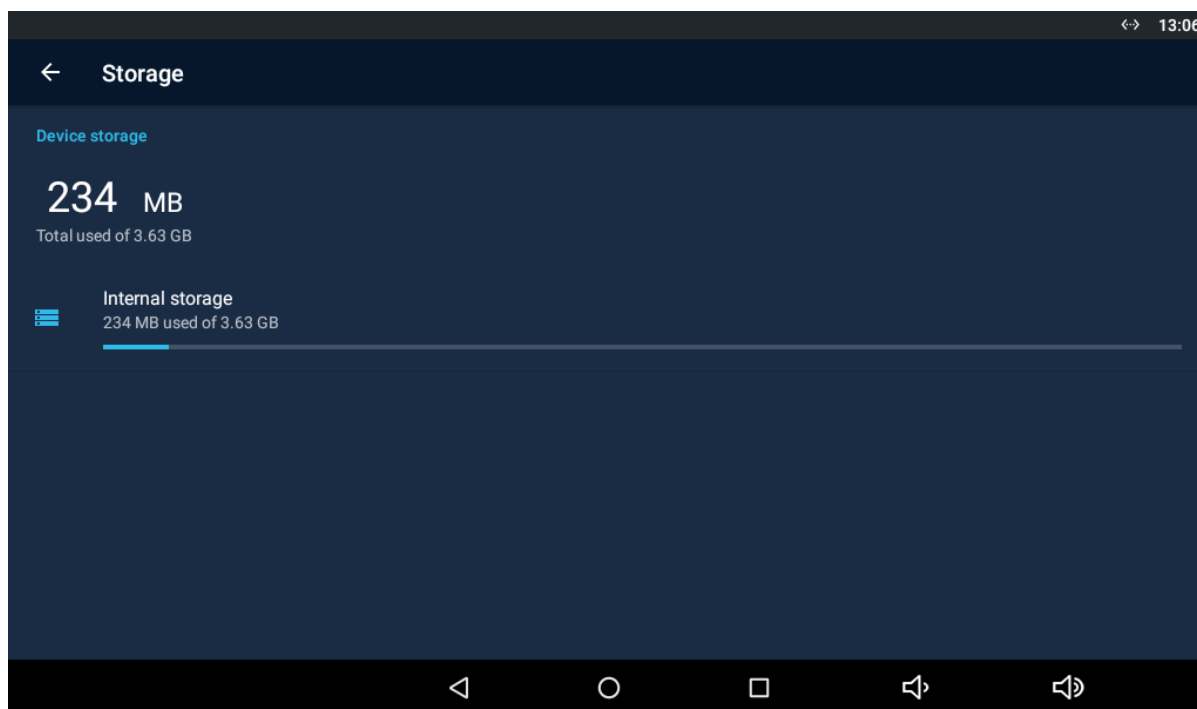 13:06
Storage
Device storage
234 MB
Total used of 3.63 GB
Internal storage
234 MB used of 3.63 GB